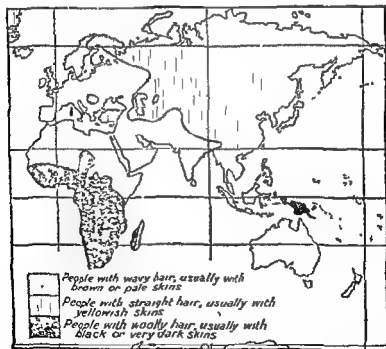 People with wavy hair, usually with
brown or pale skins
People with straight hair, usually with
yellowish skins
People with woolly hair, usually with
black or very dark skins